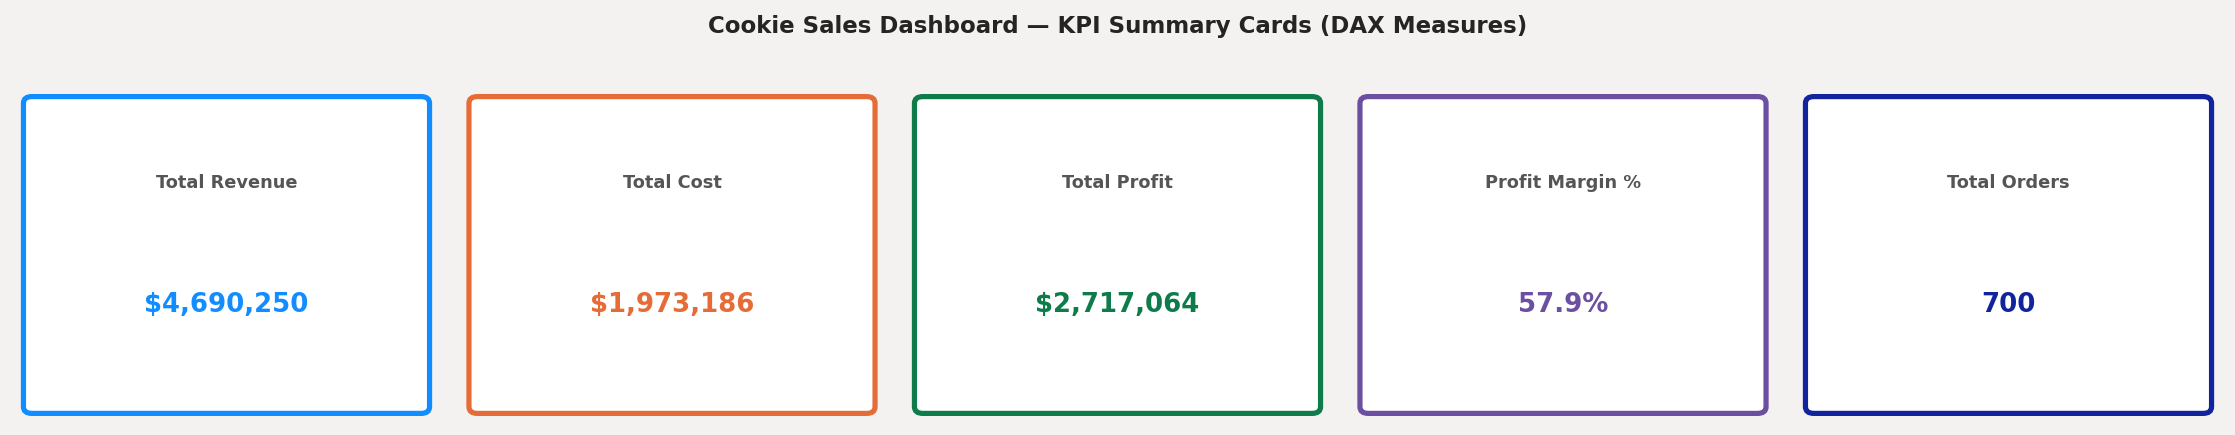 Cookie Sales Dashboard — KPI Summary Cards (DAX Measures)
Total Revenue
$4,690,250
Total Cost
$1,973,186
Total Profit
$2,717,064
Profit Margin %
57.9%
Total Orders
700